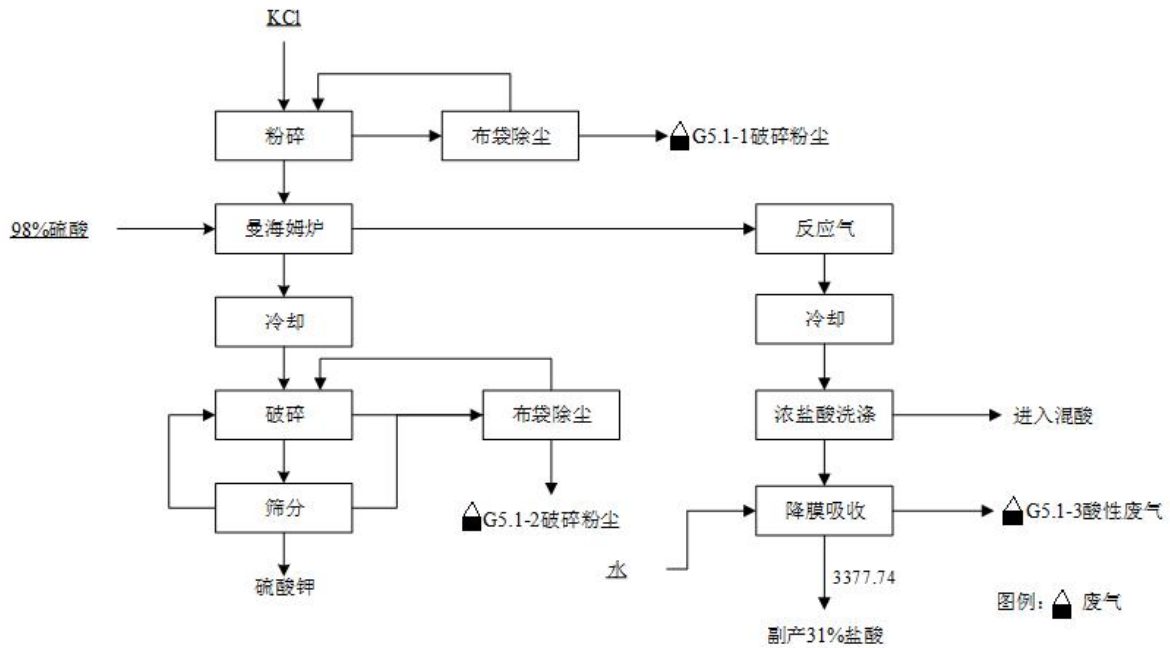 KCl
粉碎
布袋除尘
G5.1-1破碎粉尘
98%硫酸
曼海姆炉
反应气
冷却
冷却
破碎
布袋除尘
浓盐酸洗涤
进入混酸
筛分
G5.1-2破碎粉尘
降膜吸收
G5.1-3酸性废气
水
硫酸钾
3377.74
图例：
废气
副产31%盐酸